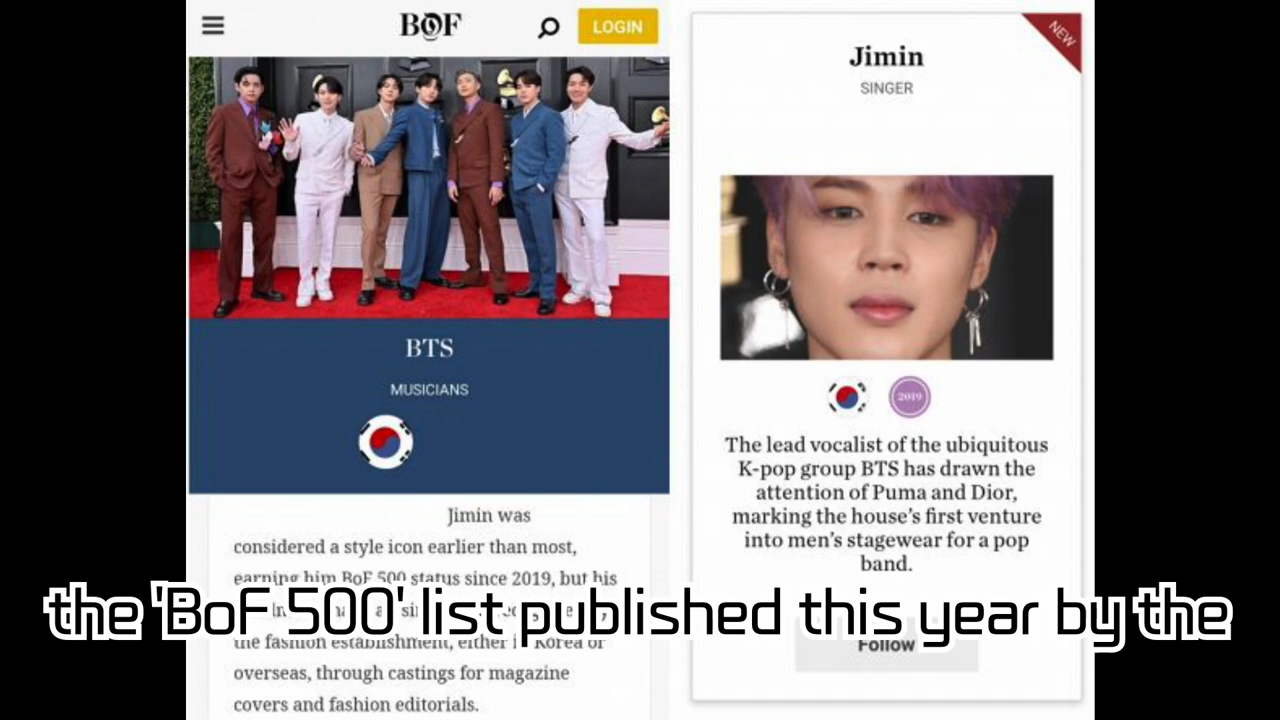 BOF
LOGIN
BTS
MUSICIANS
Jimin was
considered a style icon earlier than most,
earning him BoF 500 status since 2019, but his
the fashion establishment, either in Korea or
overseas, through castings for magazine
covers and fashion editorials.
NEW
Jimin
SINGER
2019
The lead vocalist of the ubiquitous
K-pop group BTS has drawn the
attention of Puma and Dior,
marking the house's first venture
into men's stagewear for a pop
band.
Follow
the 'BoF 500' list published this year by the